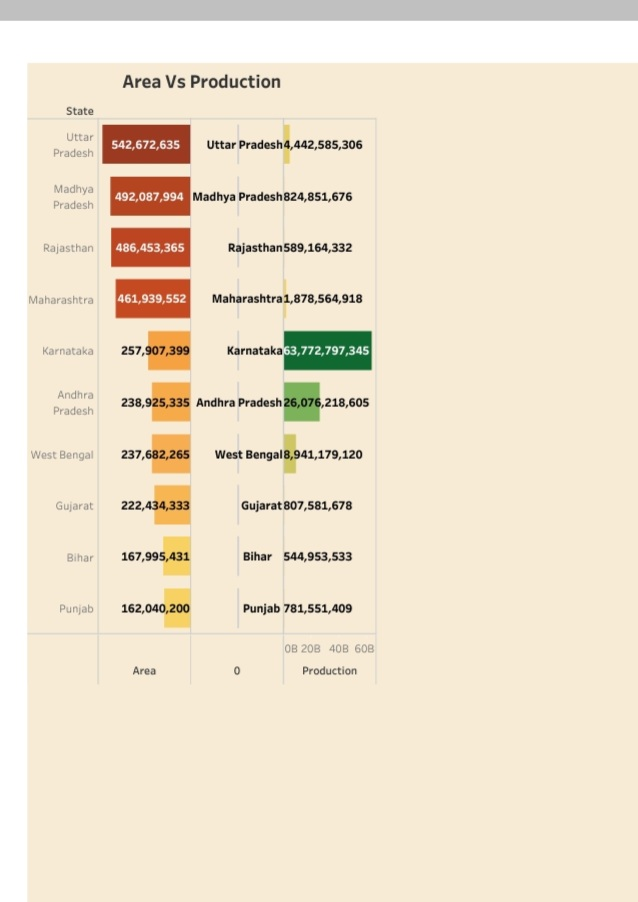 Area Vs Production
State
Uttar Pradesh 542,672,635 Uttar Pradesh 4,442,585,306
Madhya Pradesh 492,087,994 Madhya Pradesh 824,851,676
Rajasthan 486,453,365 Rajasthan 589,164,332
Maharashtra 461,939,552 Maharashtra 1,878,564,918
Karnataka 257,907,399 Karnataka 63,772,797,345
Andhra Pradesh 238,925,335 Andhra Pradesh 26,076,218,605
West Bengal 237,682,265 West Bengal 8,941,179,120
Gujarat 222,434,333 Gujarat 807,581,678
Bihar 167,995,431 Bihar 544,953,533
Punjab 162,040,200 Punjab 781,551,409
0B 20B 40B 60B
Area 0 Production